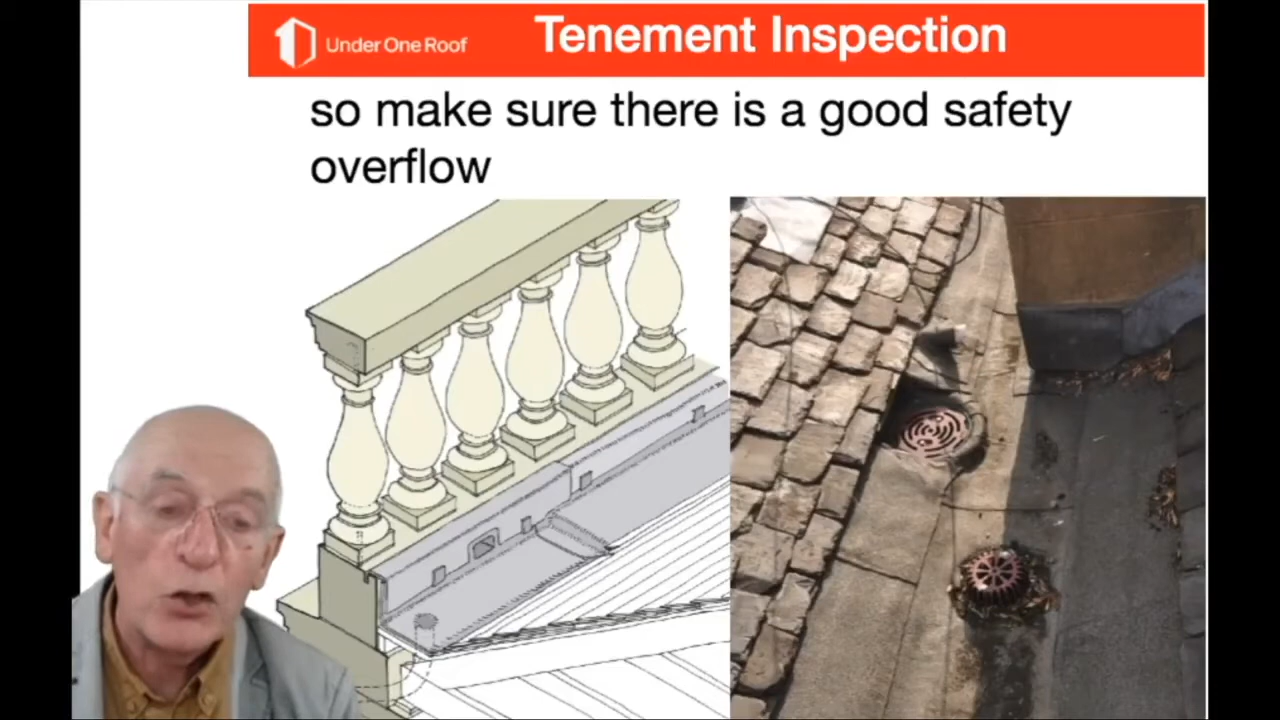 Under One Roof
Tenement Inspection
so make sure there is a good safety
overflow